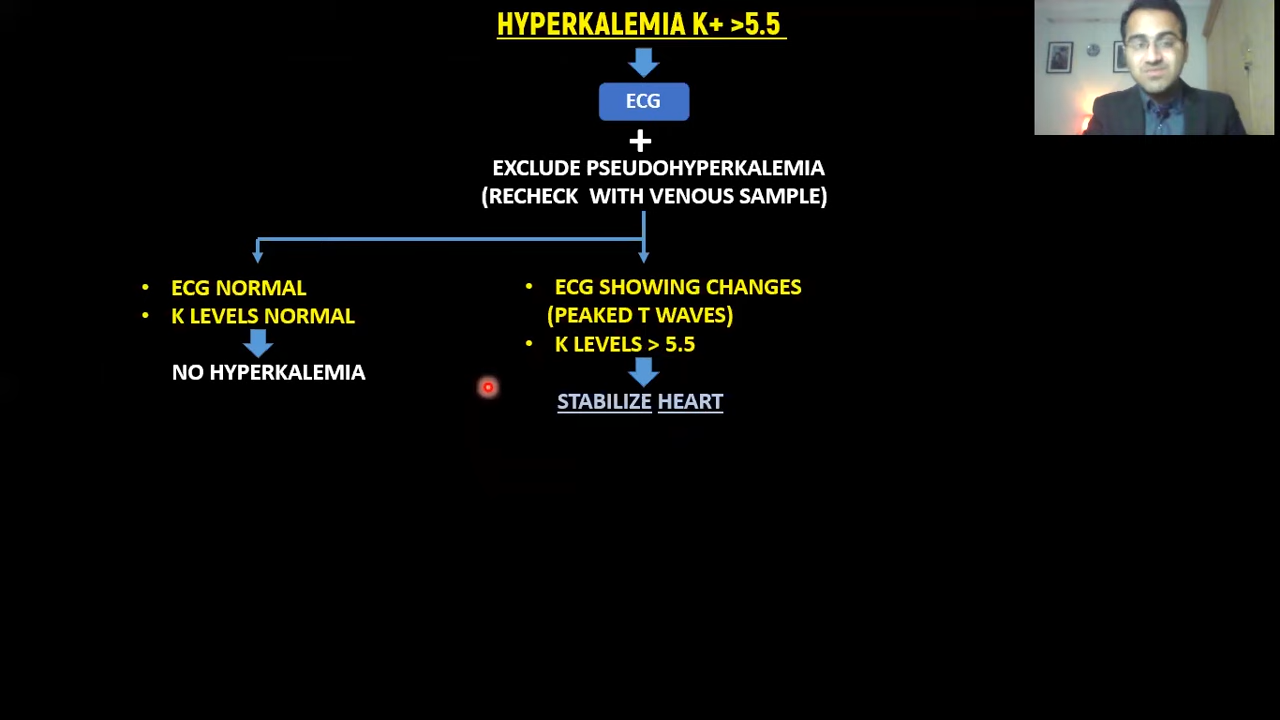 HYPERKALEMIA K+ >5.5
ECG
+
EXCLUDE PSEUDOHYPERKALEMIA
(RECHECK WITH VENOUS SAMPLE)
• ECG NORMAL
• K LEVELS NORMAL
NO HYPERKALEMIA
• ECG SHOWING CHANGES
(PEAKED T WAVES)
• K LEVELS > 5.5
STABILIZE HEART